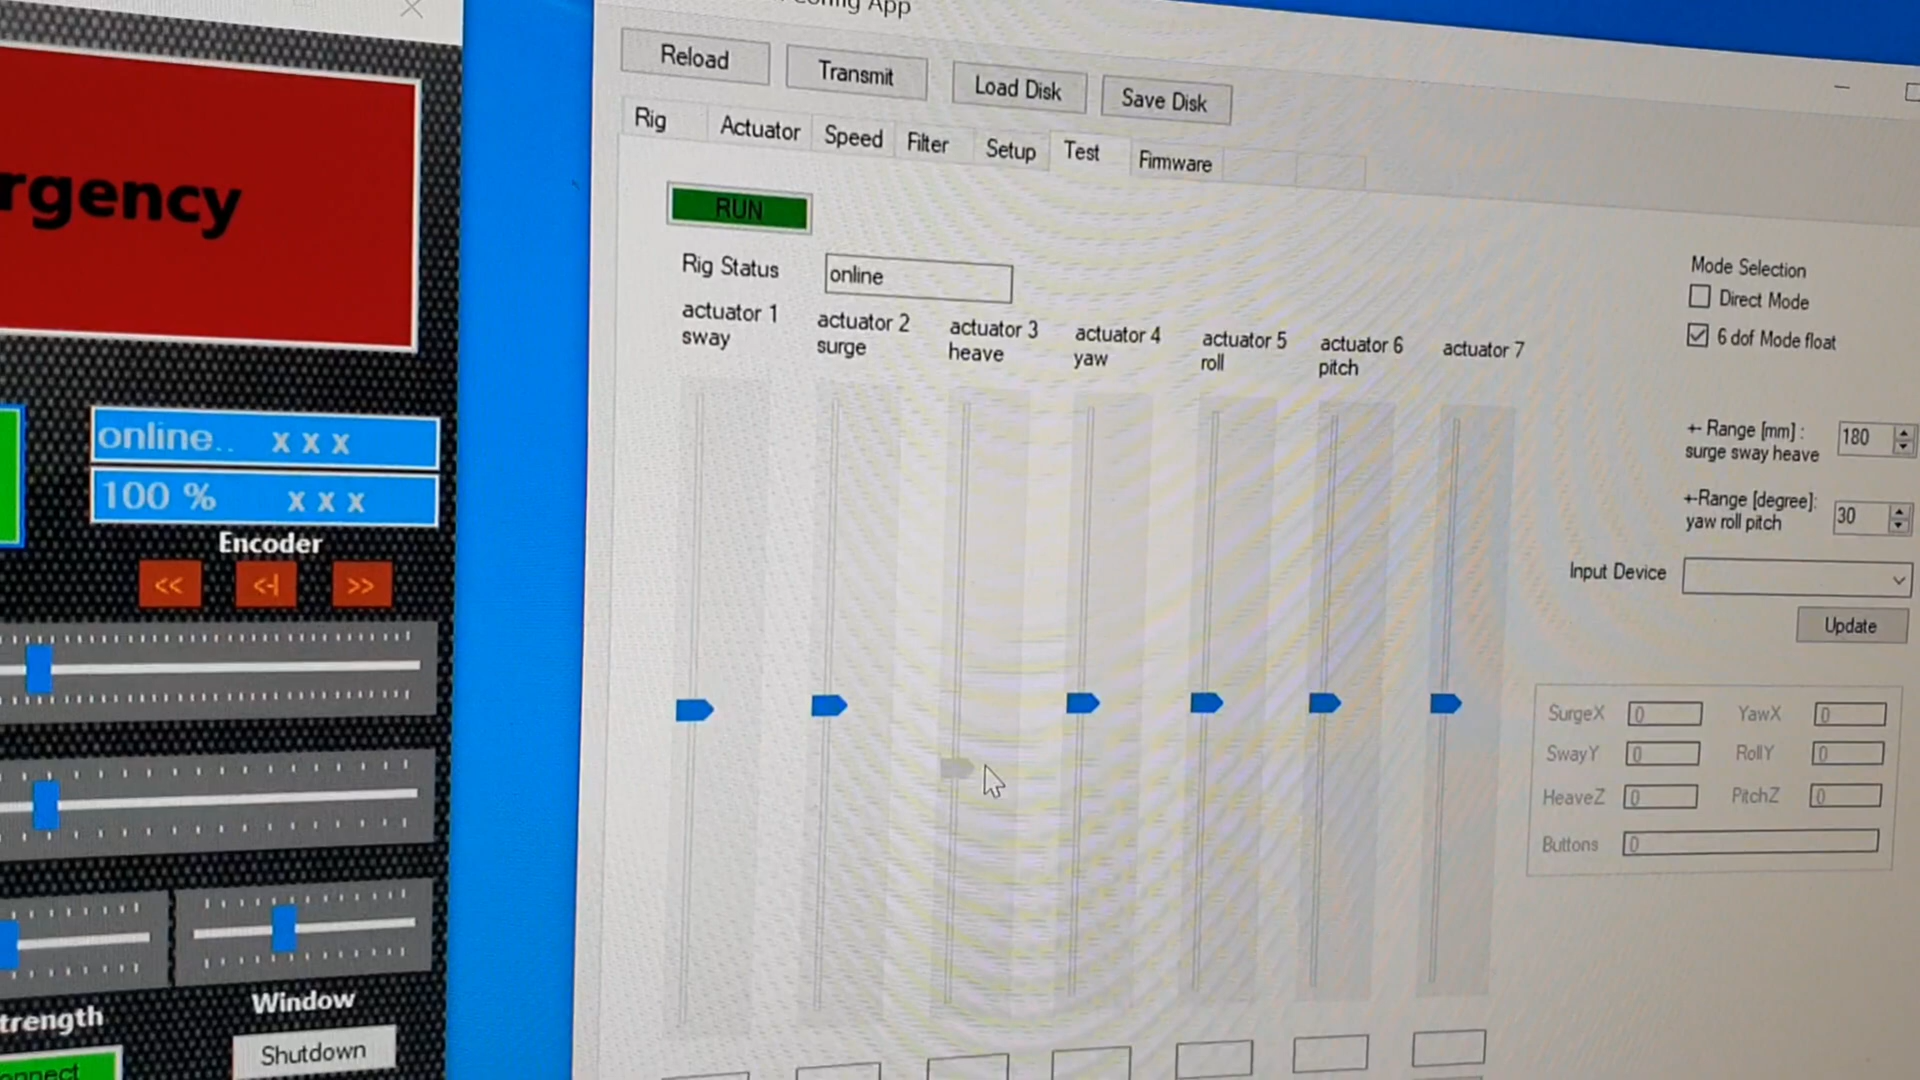 Config App
Reload
Transmit
Load Disk
Save Disk
Rig
Actuator
Speed
Filter
Setup
Test
Firmware
rgency
RUN
Rig Status
online
actuator 1
sway
actuator 2
surge
actuator 3
heave
actuator 4
yaw
actuator 5
roll
actuator 6
pitch
actuator 7
Mode Selection
Direct Mode
6 dof Mode float
+- Range [mm] :
surge sway heave
180
+-Range [degree]:
yaw roll pitch
30
Input Device
Update
SurgeX
0
YawX
0
SwayY
0
RollY
0
HeaveZ
0
PitchZ
0
Buttons
0
online.. x x x
100 % x x x
Encoder
<<
<-|
>>
trength
Window
onnect
Shutdown